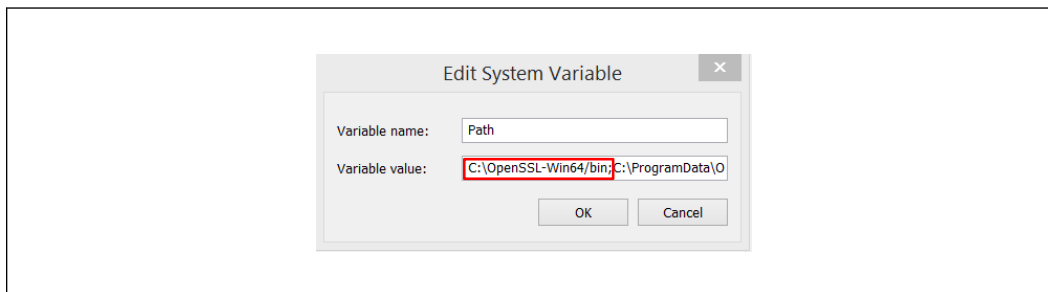 Edit System Variable
Variable name: Path
Variable value: C:\OpenSSL-Win64/bin;C:\ProgramData\O
OK Cancel